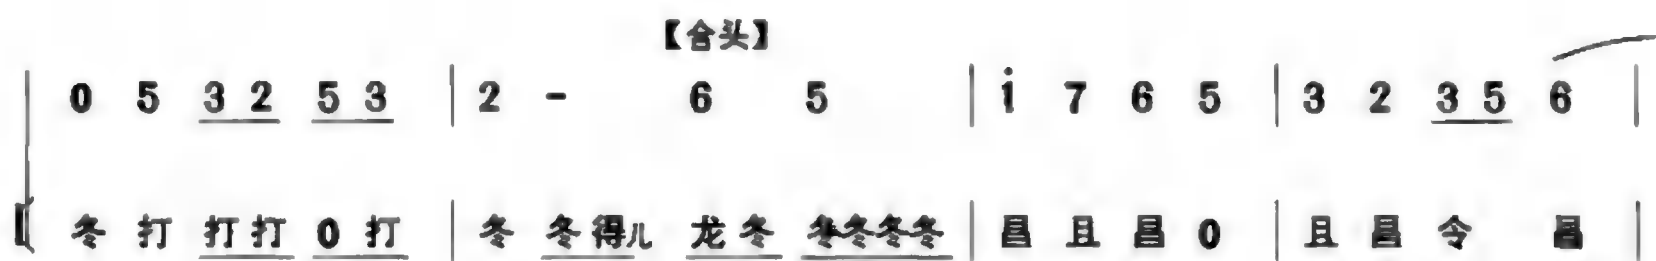 【合头】
0 5 3 2 5 3 | 2 - 6 5 | i 7 6 5 | 3 2 3 5 6 |
冬 打 打打 0 打 | 冬 冬得儿 龙冬 冬冬冬冬 | 昌 且 昌 0 | 且 昌 令 昌 |